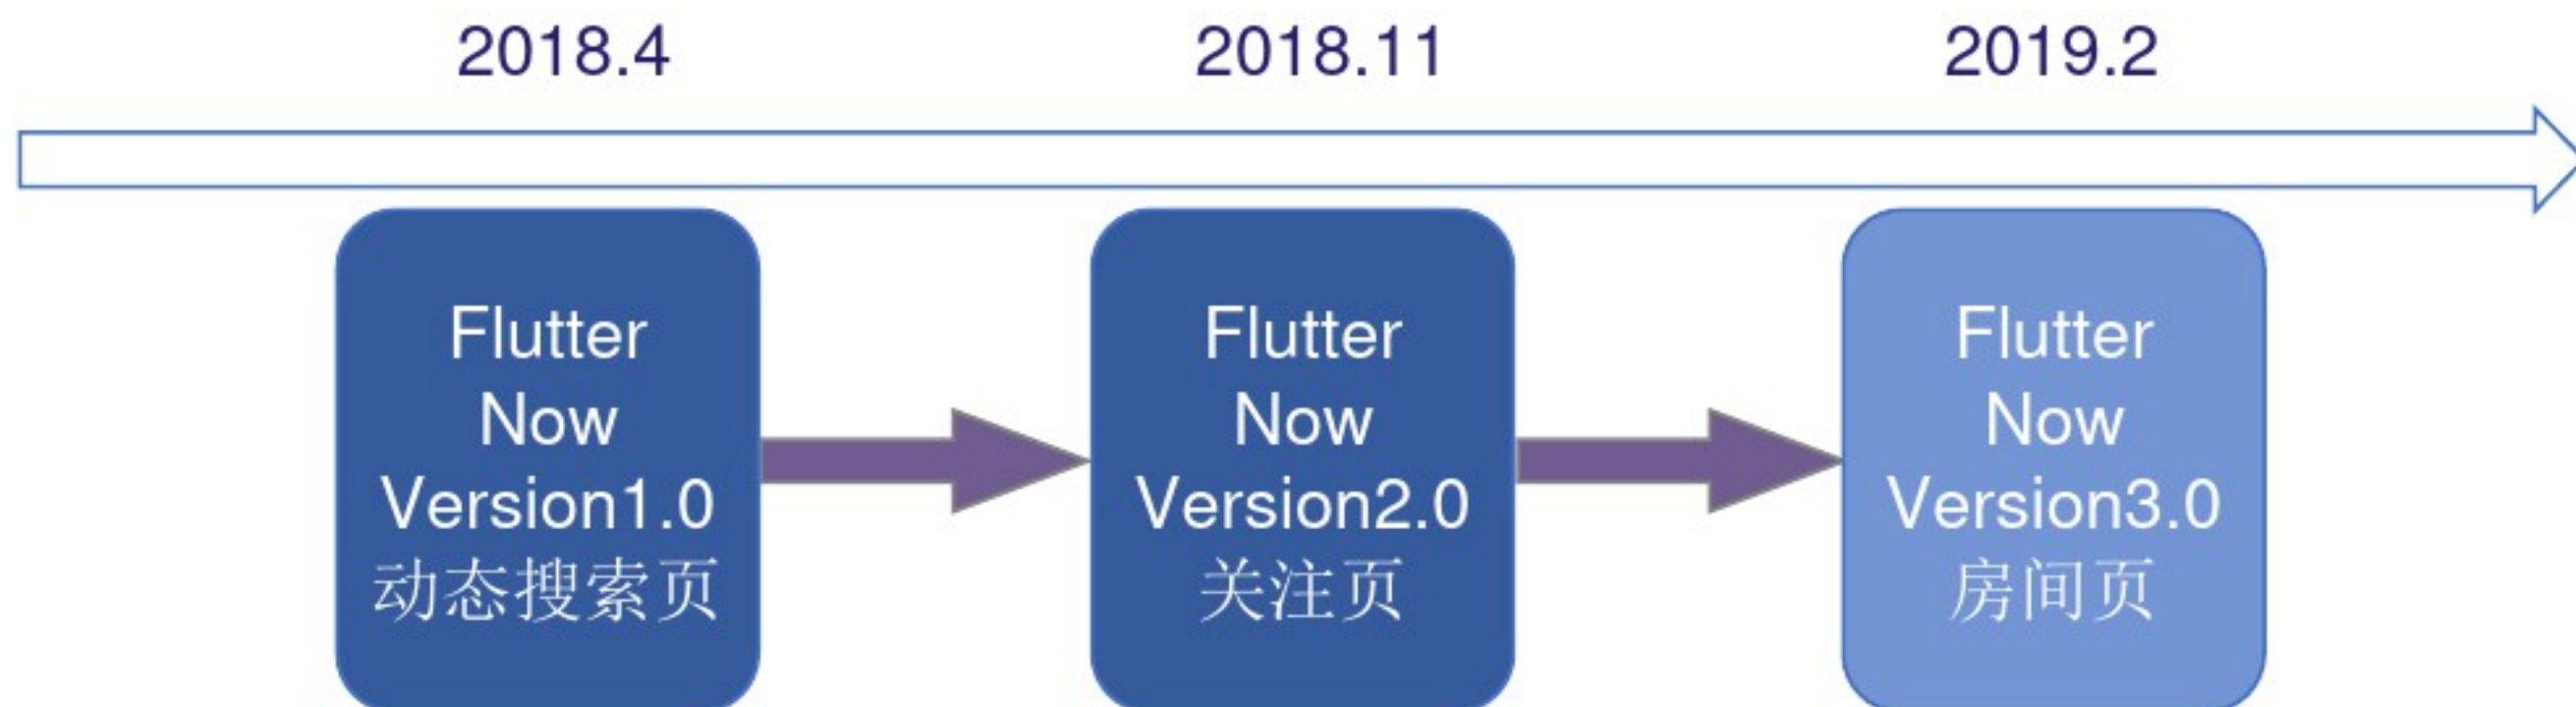 2018.4
2018.11
2019.2
Flutter
Now
Version1.0
动态搜索页
Flutter
Now
Version2.0
关注页
Flutter
Now
Version3.0
房间页